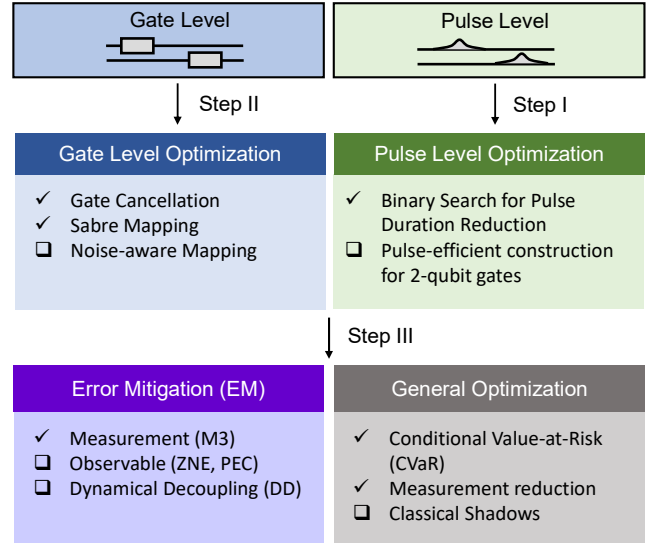 Gate Level
Pulse Level
Step II
Step I
Gate Level Optimization
✓ Gate Cancellation
✓ Sabre Mapping
❑ Noise-aware Mapping
Pulse Level Optimization
✓ Binary Search for Pulse
Duration Reduction
❑ Pulse-efficient construction
for 2-qubit gates
Step III
Error Mitigation (EM)
✓ Measurement (M3)
❑ Observable (ZNE, PEC)
❑ Dynamical Decoupling (DD)
General Optimization
✓ Conditional Value-at-Risk
(CVaR)
✓ Measurement reduction
❑ Classical Shadows